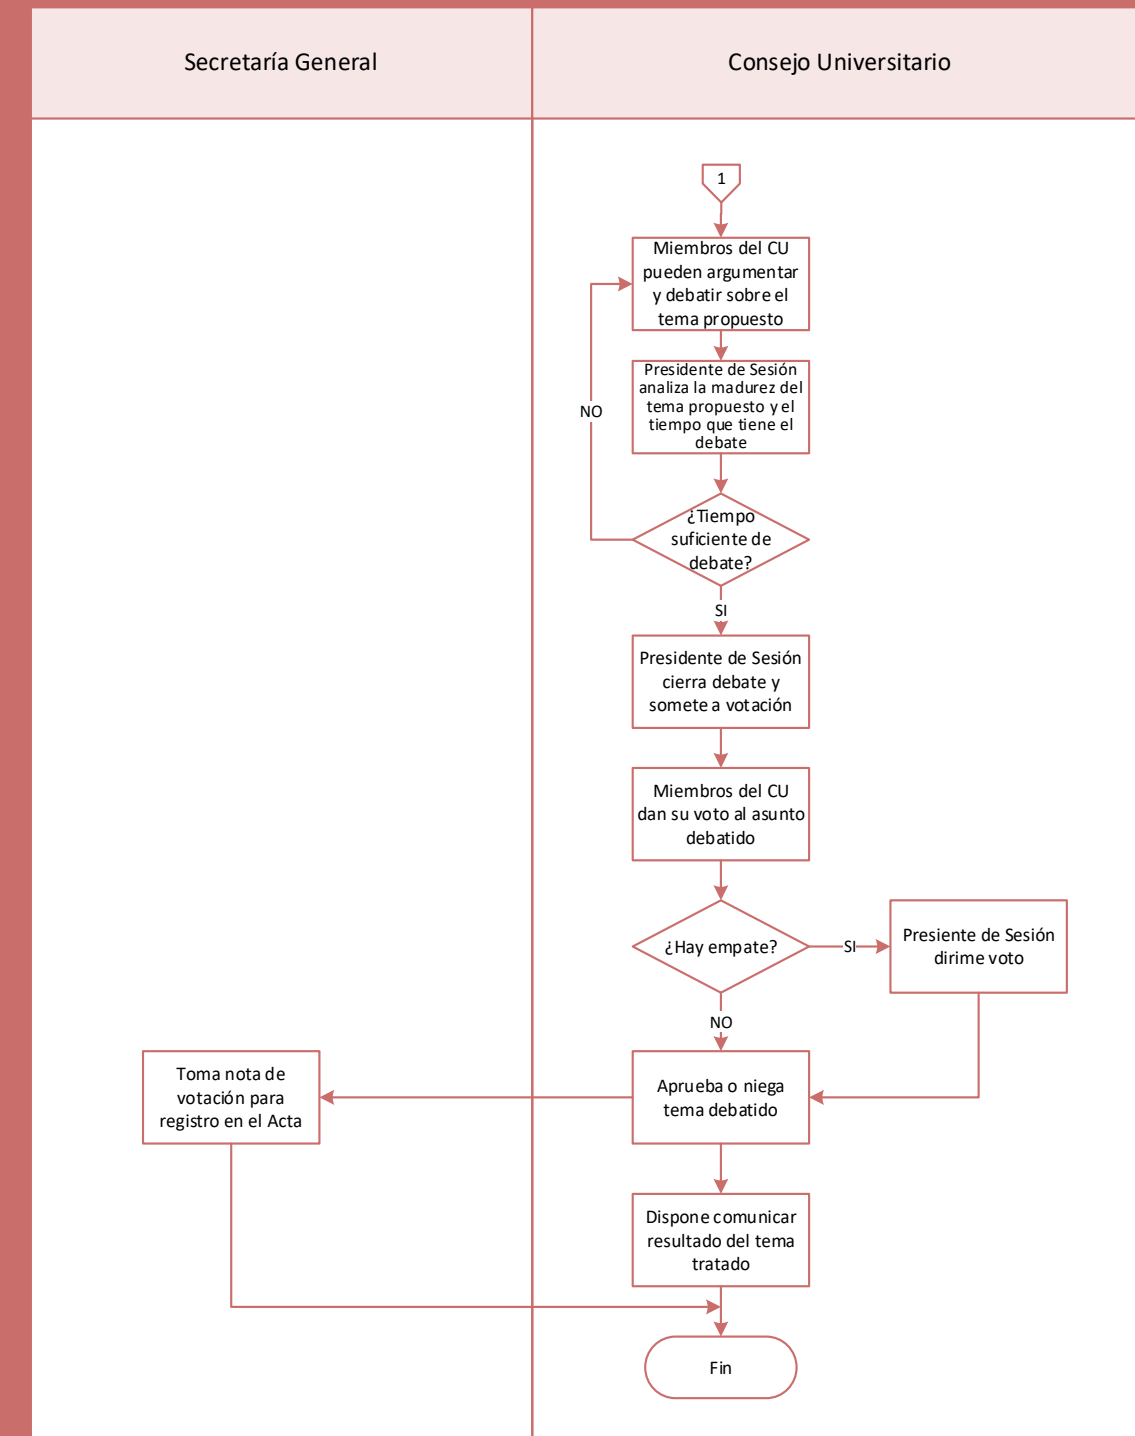 Secretaría General
Consejo Universitario
1
Miembros del CU
pueden argumentar
y debatir sobre el
tema propuesto
Presidente de Sesión
analiza la madurez del
tema propuesto y el
tiempo que tiene el
debate
NO
¿Tiempo
suficiente de
debate?
SI
Presidente de Sesión
cierra debate y
somete a votación
Miembros del CU
dan su voto al asunto
debatido
¿Hay empate?
SI
Presiente de Sesión
dirime voto
NO
Toma nota de
votación para
registro en el Acta
Aprueba o niega
tema debatido
Dispone comunicar
resultado del tema
tratado
Fin